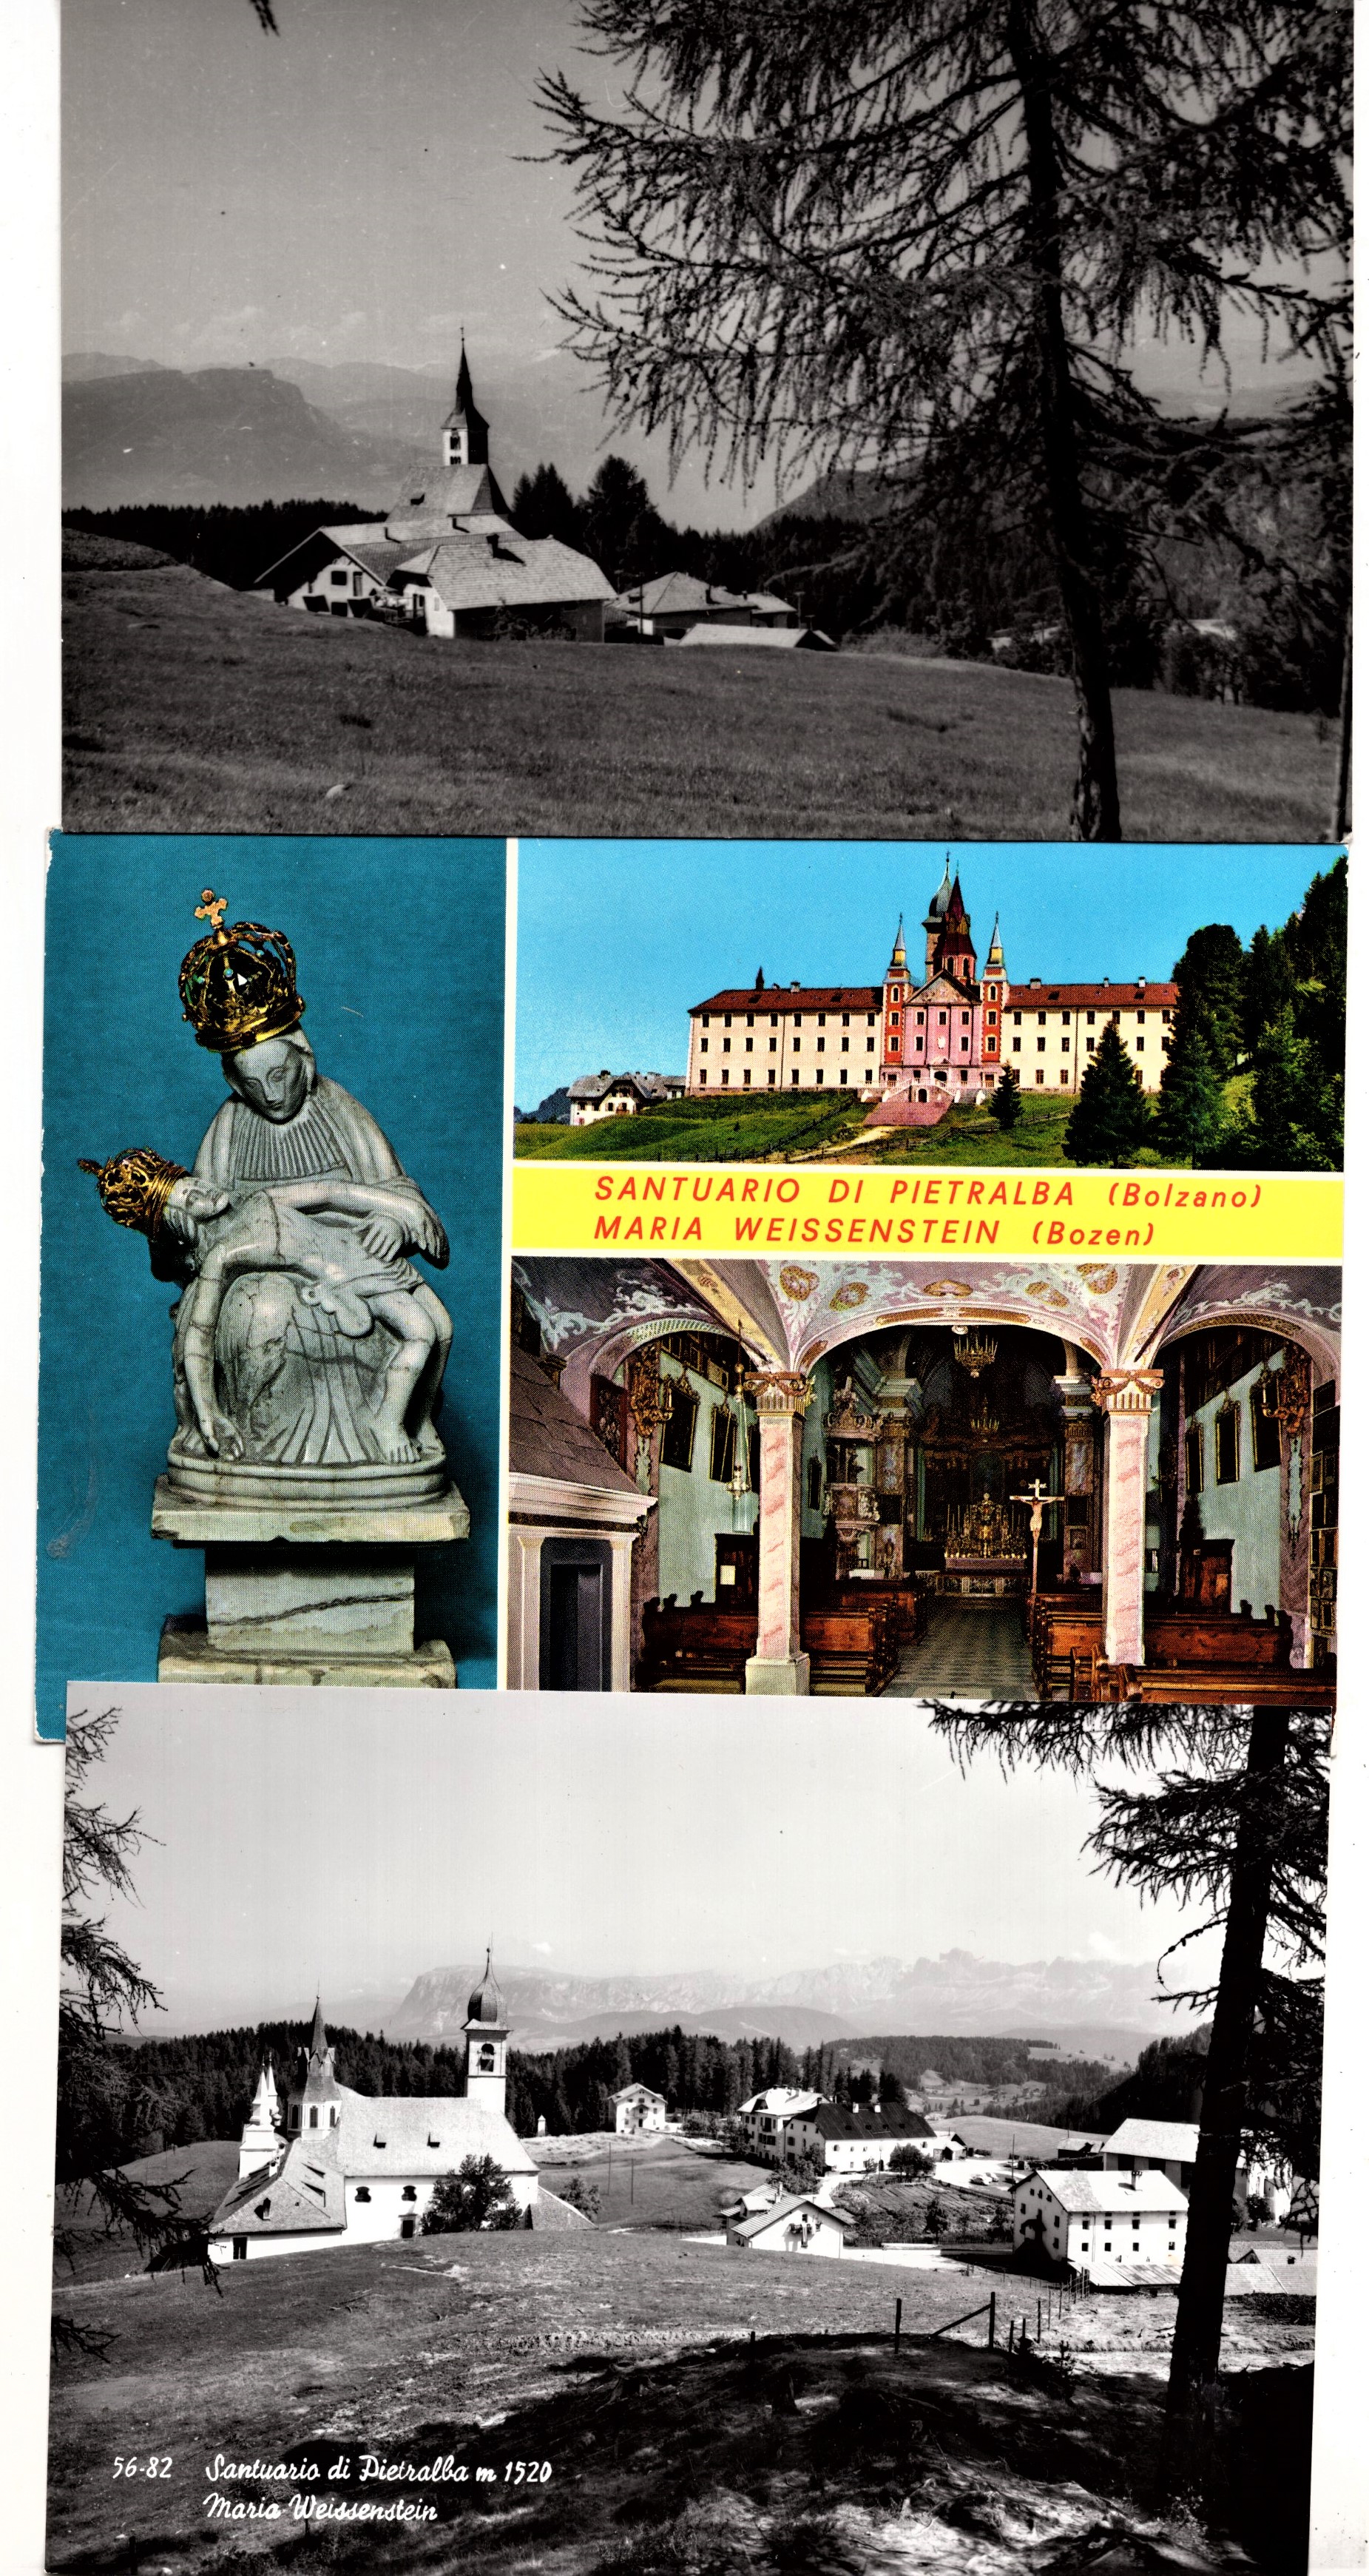 SANTUARIO DI PIETRALBA (Bolzano)
MARIA WEISSENSTEIN (Bozen)
56-82 Santuario di Pietralba m 1520
Maria Weissenstein